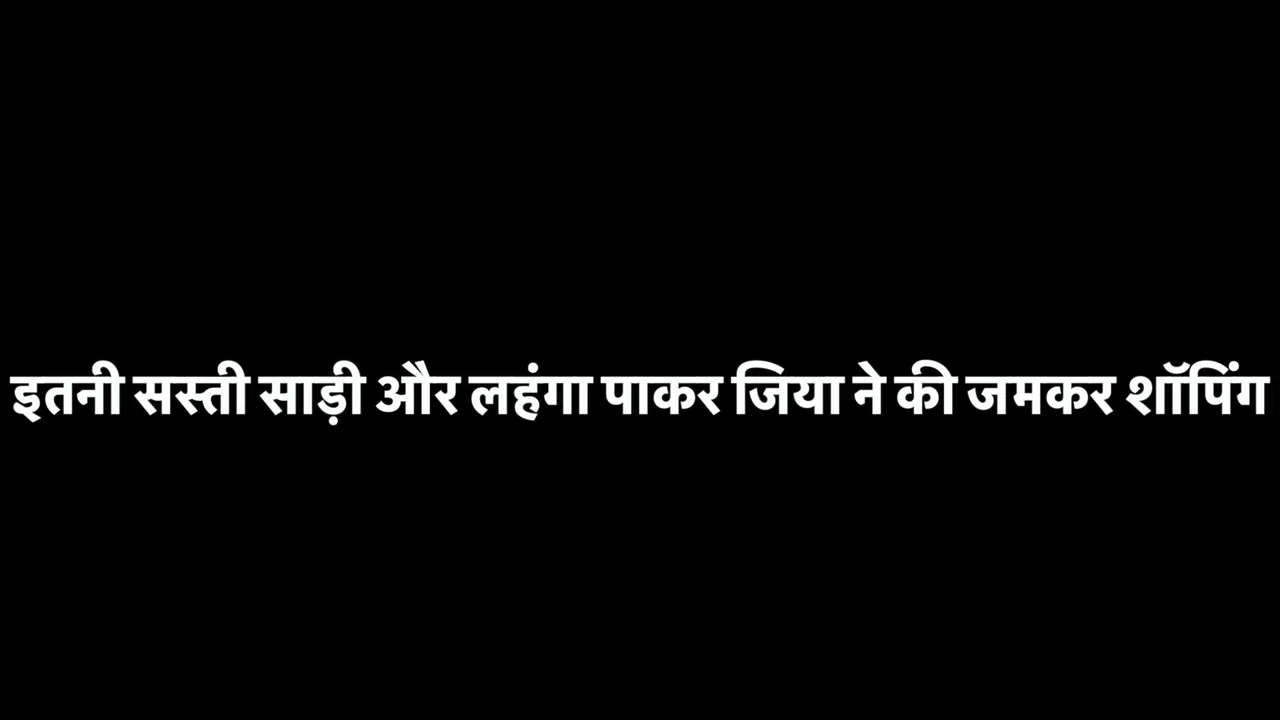 इतनी सस्ती साड़ी और लहंगा पाकर जिया ने की जमकर शॉपिंग